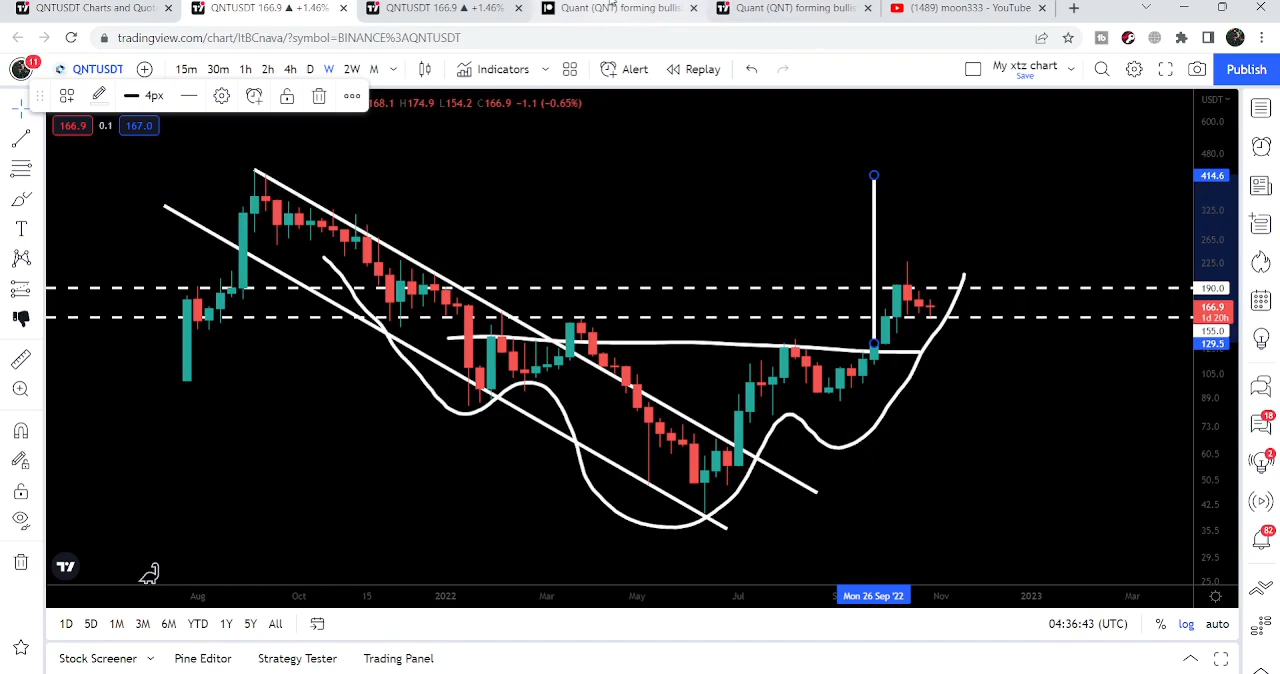 QNTUSDT Charts and Quote
QNTUSDT 166.9 ▲ +1.46%
QNTUSDT 166.9 ▲ +1.46%
Quant (QNT) forming bullis
Quant (QNT) forming bullis
(1489) moon333 - YouTube
tradingview.com/chart/ltBCnava/?symbol=BINANCE%3AQNTUSDT
11
QNTUSDT
15m 30m 1h 2h 4h D W 2W M
Indicators
Alert
Replay
My xtz chart
Save
Publish
4px
168.1 H174.9 L154.2 C166.9 −1.1 (−0.65%)
166.9 0.1 167.0
USDT
600.0
480.0
414.6
325.0
265.0
225.0
190.0
166.9
1d 20h
155.0
129.5
105.0
89.0
73.0
60.5
50.5
42.5
35.5
29.5
25.0
18
2
82
Aug Oct 15 2022 Mar May Jul Mon 26 Sep '22 Nov 2023 Mar
1D 5D 1M 3M 6M YTD 1Y 5Y All
04:36:43 (UTC) % log auto
Stock Screener Pine Editor Strategy Tester Trading Panel